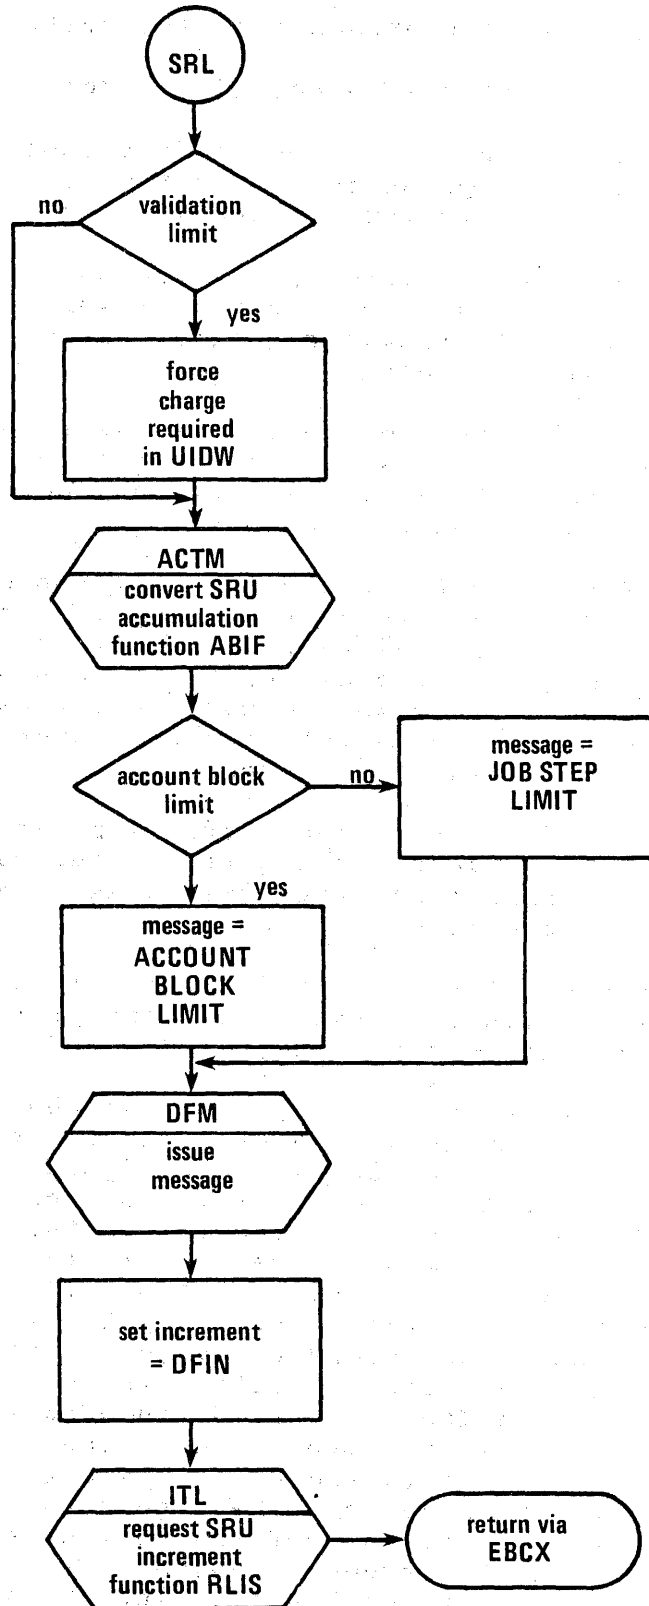 SRL
validation
limit
no
yes
force
charge
required
in UIDW
ACTM
convert SRU
accumulation
function ABIF
account block
limit
no
message =
JOB STEP
LIMIT
yes
message =
ACCOUNT
BLOCK
LIMIT
DFM
issue
message
set increment
= DFIN
ITL
request SRU
increment
function RLIS
return via
EBCX